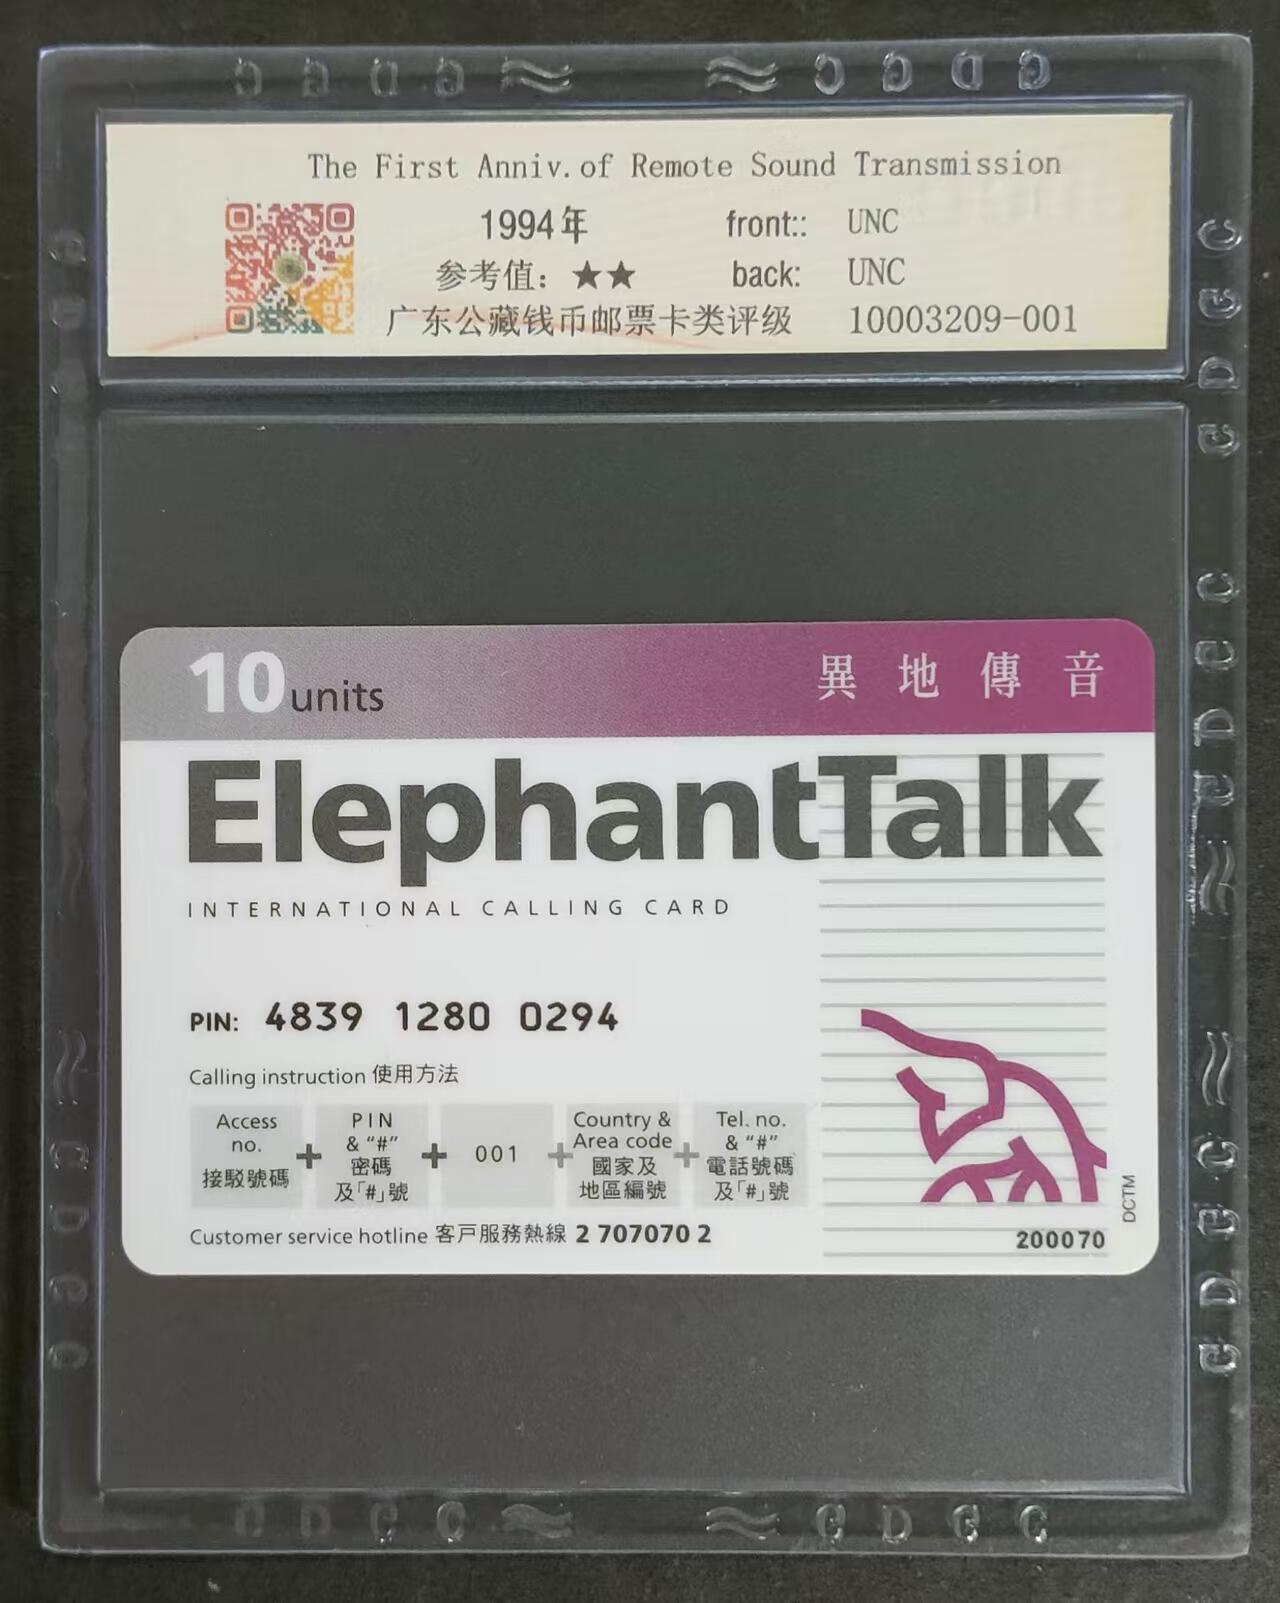 The First Anniv.of Remote Sound Transmission
1994年 front:: UNC
参考值：★★ back: UNC
广东公藏钱币邮票卡类评级 10003209-001
10 units 異地傳音
ElephantTalk
INTERNATIONAL CALLING CARD
PIN: 4839 1280 0294
Calling instruction 使用方法
Access no. 接駁號碼 + PIN & "#" 密碼及「#」號 + 001 + Country & Area code 國家及地區編號 + Tel. no. & "#" 電話號碼及「#」號
Customer service hotline 客戸服務熱線 2 707070 2
200070
DCTM